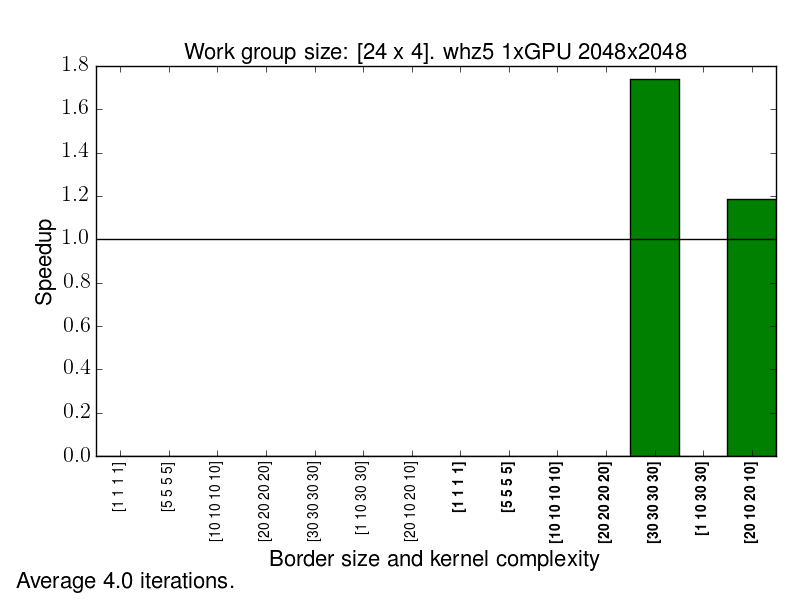 Work group size: [24 x 4]. whz5 1xGPU 2048x2048
1.8
1.6
1.4
1.2
1.0
0.8
0.6
0.4
0.2
0.0
Speedup
[1 1 1 1]
[5 5 5 5]
[10 10 10 10]
[20 20 20 20]
[30 30 30 30]
[1 10 30 30]
[20 10 20 10]
[1 1 1 1]
[5 5 5 5]
[10 10 10 10]
[20 20 20 20]
[30 30 30 30]
[1 10 30 30]
[20 10 20 10]
Border size and kernel complexity
Average 4.0 iterations.